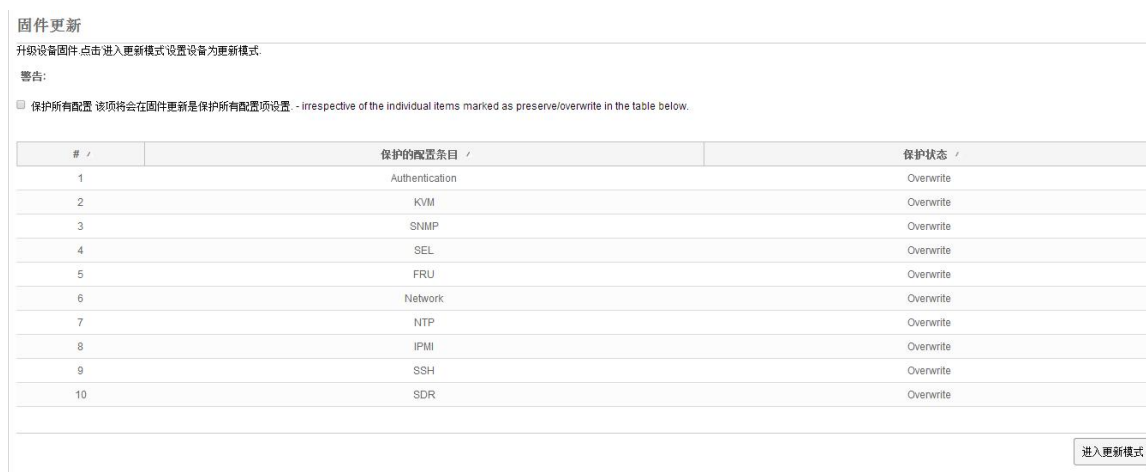 固件更新
升级设备固件.点击'进入更新模式'设置设备为更新模式.
警告:
保护所有配置 该项将会在固件更新是保护所有配置项设置. - irrespective of the individual items marked as preserve/overwrite in the table below.
# 保护的配置条目 保护状态
1 Authentication Overwrite
2 KVM Overwrite
3 SNMP Overwrite
4 SEL Overwrite
5 FRU Overwrite
6 Network Overwrite
7 NTP Overwrite
8 IPMI Overwrite
9 SSH Overwrite
10 SDR Overwrite
进入更新模式